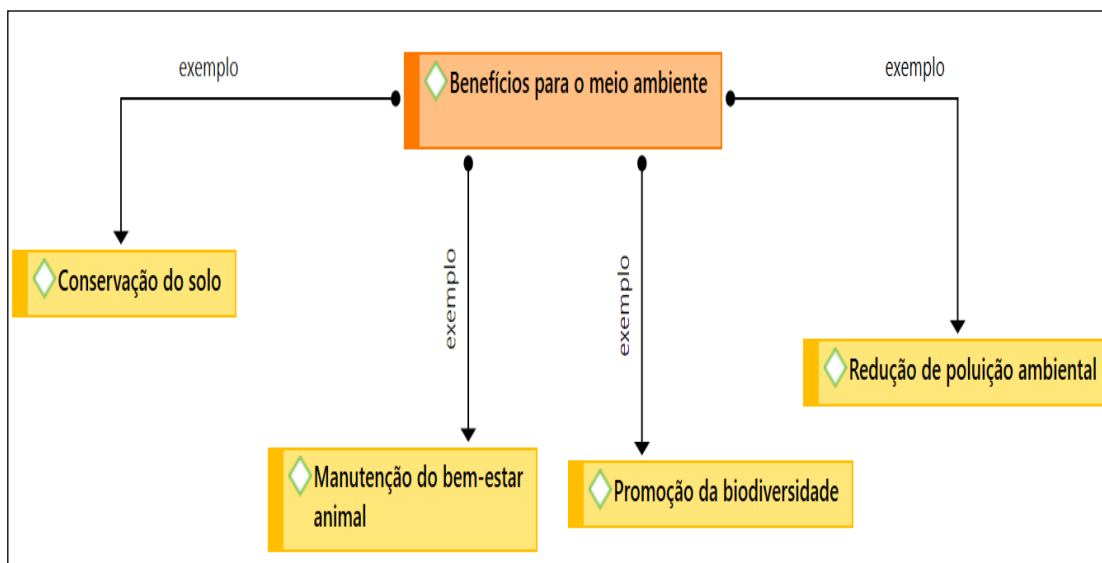 exemplo
Benefícios para o meio ambiente
exemplo
exemplo
exemplo
Conservação do solo
Redução de poluição ambiental
Manutenção do bem-estar
animal
Promoção da biodiversidade